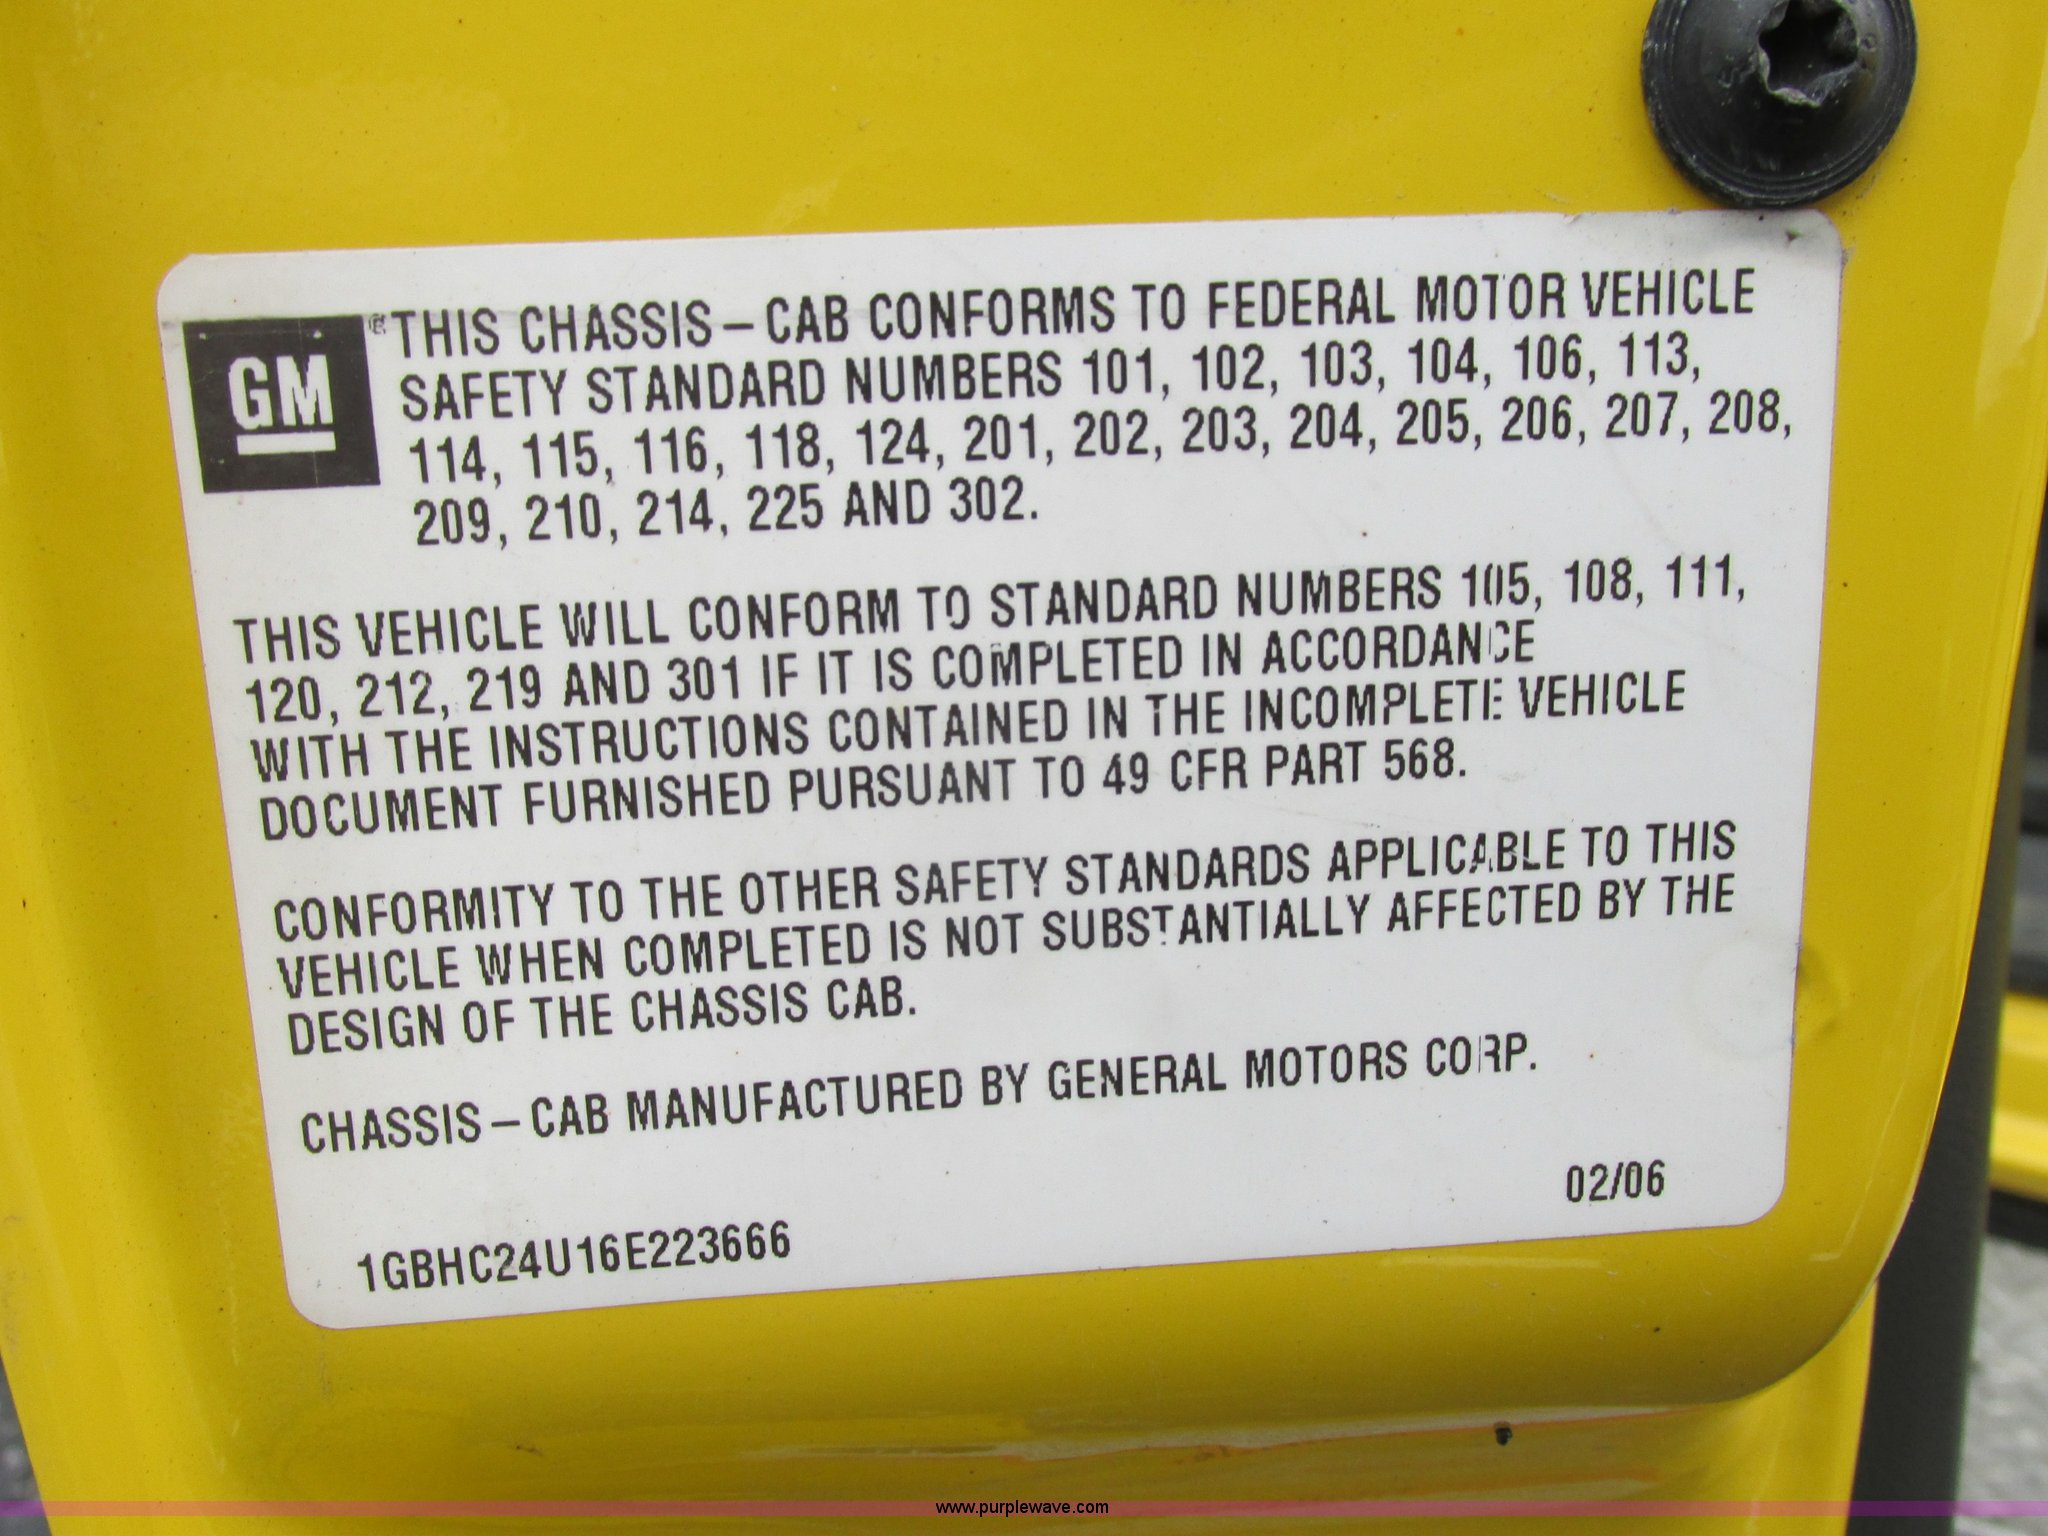 GM
®
THIS CHASSIS – CAB CONFORMS TO FEDERAL MOTOR VEHICLE
SAFETY STANDARD NUMBERS 101, 102, 103, 104, 106, 113,
114, 115, 116, 118, 124, 201, 202, 203, 204, 205, 206, 207, 208,
209, 210, 214, 225 AND 302.
THIS VEHICLE WILL CONFORM TO STANDARD NUMBERS 105, 108, 111,
120, 212, 219 AND 301 IF IT IS COMPLETED IN ACCORDANCE
WITH THE INSTRUCTIONS CONTAINED IN THE INCOMPLETE VEHICLE
DOCUMENT FURNISHED PURSUANT TO 49 CFR PART 568.
CONFORMITY TO THE OTHER SAFETY STANDARDS APPLICABLE TO THIS
VEHICLE WHEN COMPLETED IS NOT SUBSTANTIALLY AFFECTED BY THE
DESIGN OF THE CHASSIS CAB.
CHASSIS – CAB MANUFACTURED BY GENERAL MOTORS CORP.
02/06
1GBHC24U16E223666
www.purplewave.com